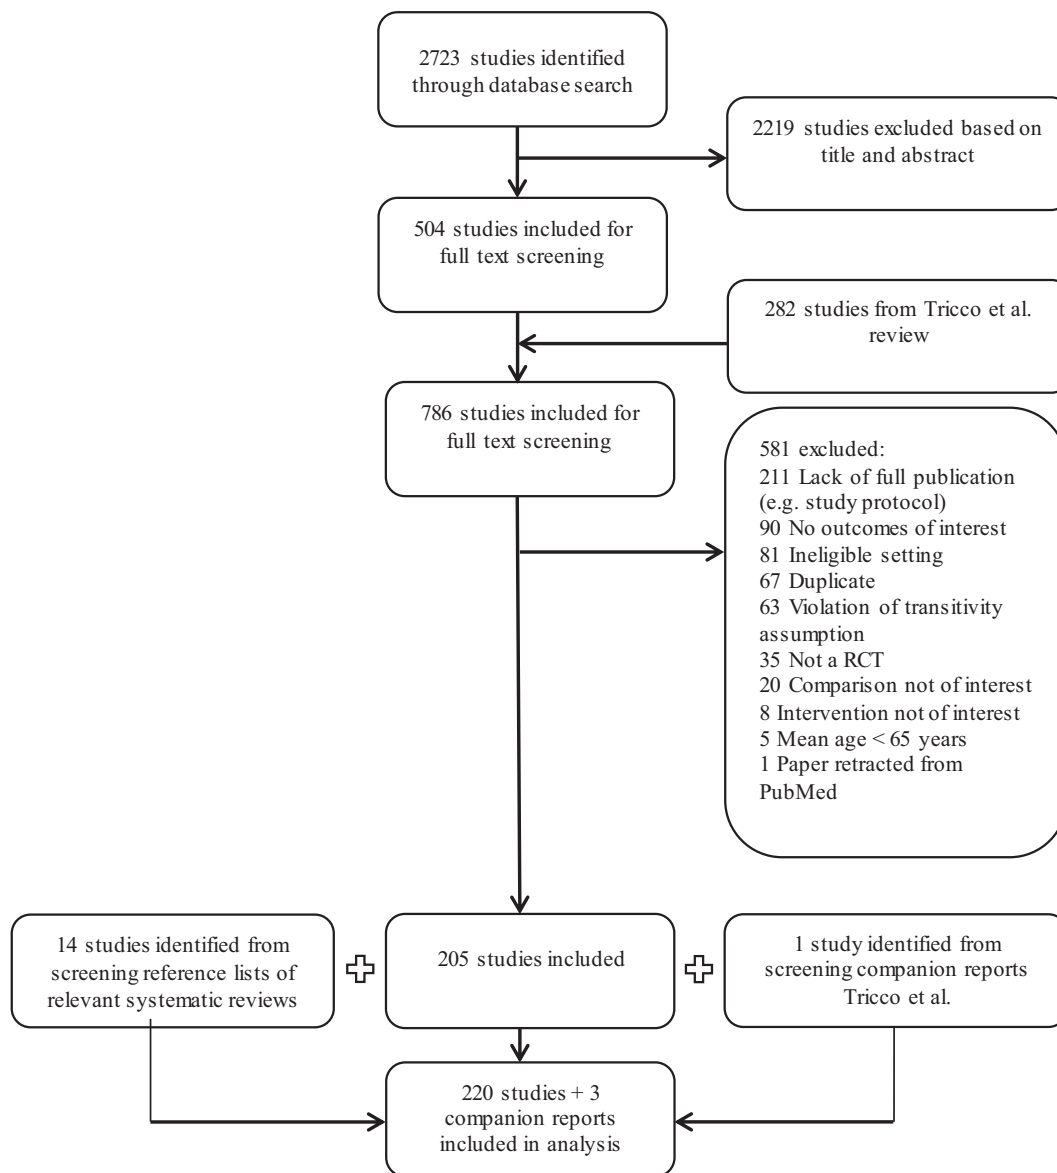 2723 studies identified
through database search
2219 studies excluded based on
title and abstract
504 studies included for
full text screening
282 studies from Tricco et al.
review
786 studies included for
full text screening
581 excluded:
211 Lack of full publication
(e.g. study protocol)
90 No outcomes of interest
81 Ineligible setting
67 Duplicate
63 Violation of transitivity
assumption
35 Not a RCT
20 Comparison not of interest
8 Intervention not of interest
5 Mean age < 65 years
1 Paper retracted from
PubMed
14 studies identified from
screening reference lists of
relevant systematic reviews
205 studies included
1 study identified from
screening companion reports
Tricco et al.
220 studies + 3
companion reports
included in analysis